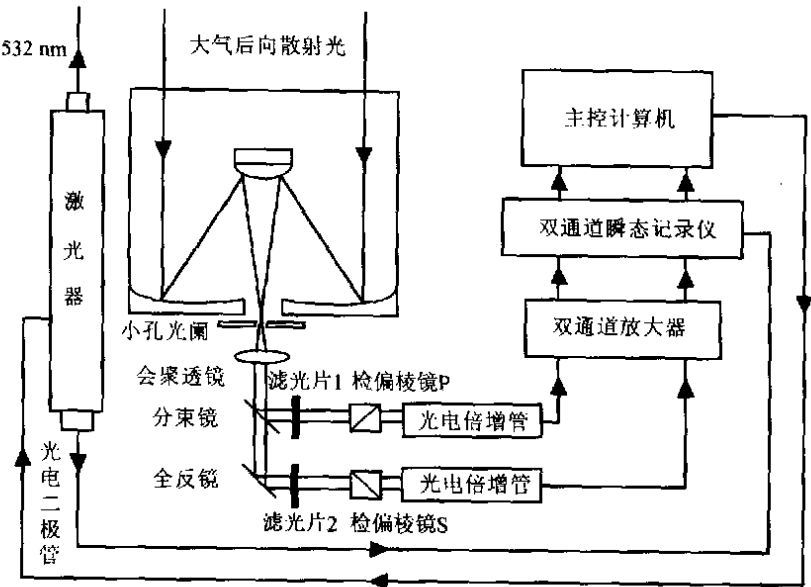 532 nm
大气后向散射光
主控计算机
激光器
双通道瞬态记录仪
小孔光阑
双通道放大器
会聚透镜
滤光片1 检偏棱镜P
分束镜
光电倍增管
全反镜
光电倍增管
滤光片2 检偏棱镜S
光电二极管